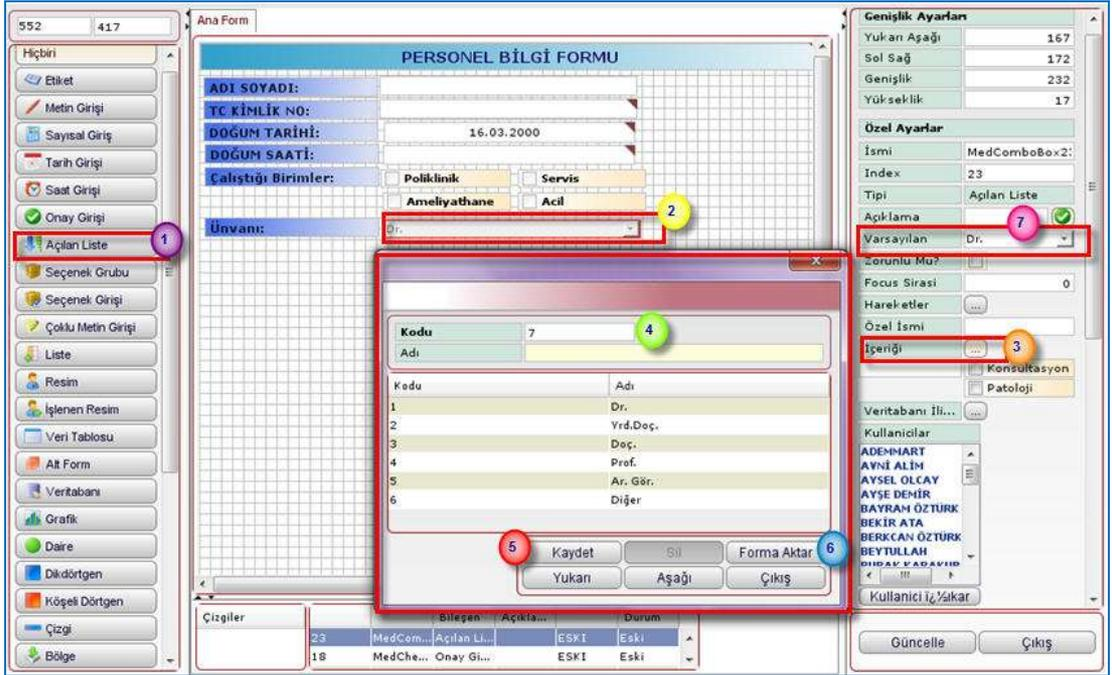 552 417
Hiçbiri
Etiket
Metin Girişi
Sayısal Giriş
Tarih Girişi
Saat Girişi
Onay Girişi
Açılan Liste
1
Seçenek Grubu
Seçenek Girişi
Çoklu Metin Girişi
Liste
Resim
İşlenen Resim
Veri Tablosu
Alt Form
Veritabanı
Grafik
Daire
Dikdörtgen
Köşeli Dörtgen
Çizgi
Bölge
Ana Form
PERSONEL BİLGİ FORMU
ADI SOYADI:
TC KİMLİK NO:
DOĞUM TARİHİ: 16.03.2000
DOĞUM SAATİ:
Çalıştığı Birimler: Poliklinik Servis
Ameliyathane Acil
Ünvanı: Dr.
2
x
Kodu 7
4
Adı
Kodu Adı
1 Dr.
2 Yrd.Doç.
3 Doç.
4 Prof.
5 Ar. Gör.
6 Diğer
5 Kaydet Sil Forma Aktar 6
Yukarı Aşağı Çıkış
Çizgiler
Bileşen Açıkla... Durum
23 MedCom... Açılan Li... ESKI Eski
18 MedChe... Onay Gi... ESKI Eski
Genişlik Ayarları
Yukarı Aşağı 167
Sol Sağ 172
Genişlik 232
Yükseklik 17
Özel Ayarlar
İsmi MedComboBox2
Index 23
Tipi Açılan Liste
Açıklama
7
Varsayılan Dr.
Zorunlu Mu?
Focus Sirasi 0
Hareketler ...
Özel İsmi
İçeriği ... 3
Konsültasyon
Patoloji
Veritabanı İli... ...
Kullanicilar
ADEMMART
AVNİ ALİM
AYSEL OLCAY
AYŞE DEMİR
BAYRAM ÖZTÜRK
BEKİR ATA
BERKCAN ÖZTÜRK
BEYTULLAH
Kullanici ï¿½ıkar
Güncelle Çıkış